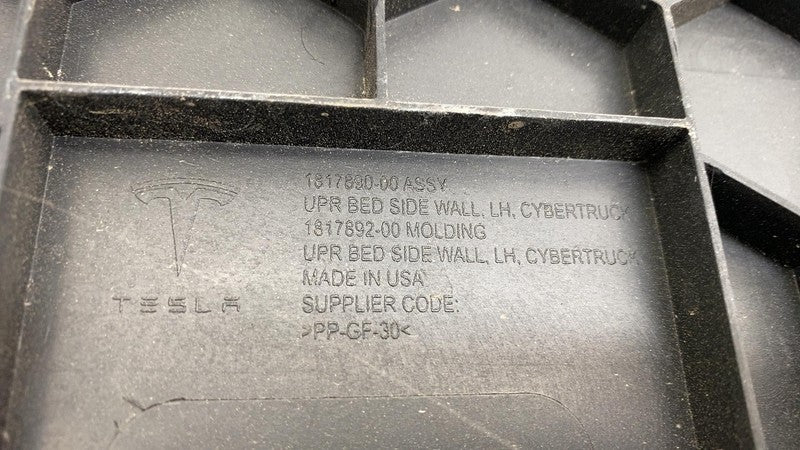 TESLA
1817890-00 ASSY
UPR BED SIDE WALL, LH, CYBERTRUCK
1817892-00 MOLDING
UPR BED SIDE WALL, LH, CYBERTRUCK
MADE IN USA
SUPPLIER CODE:
>PP-GF-30<